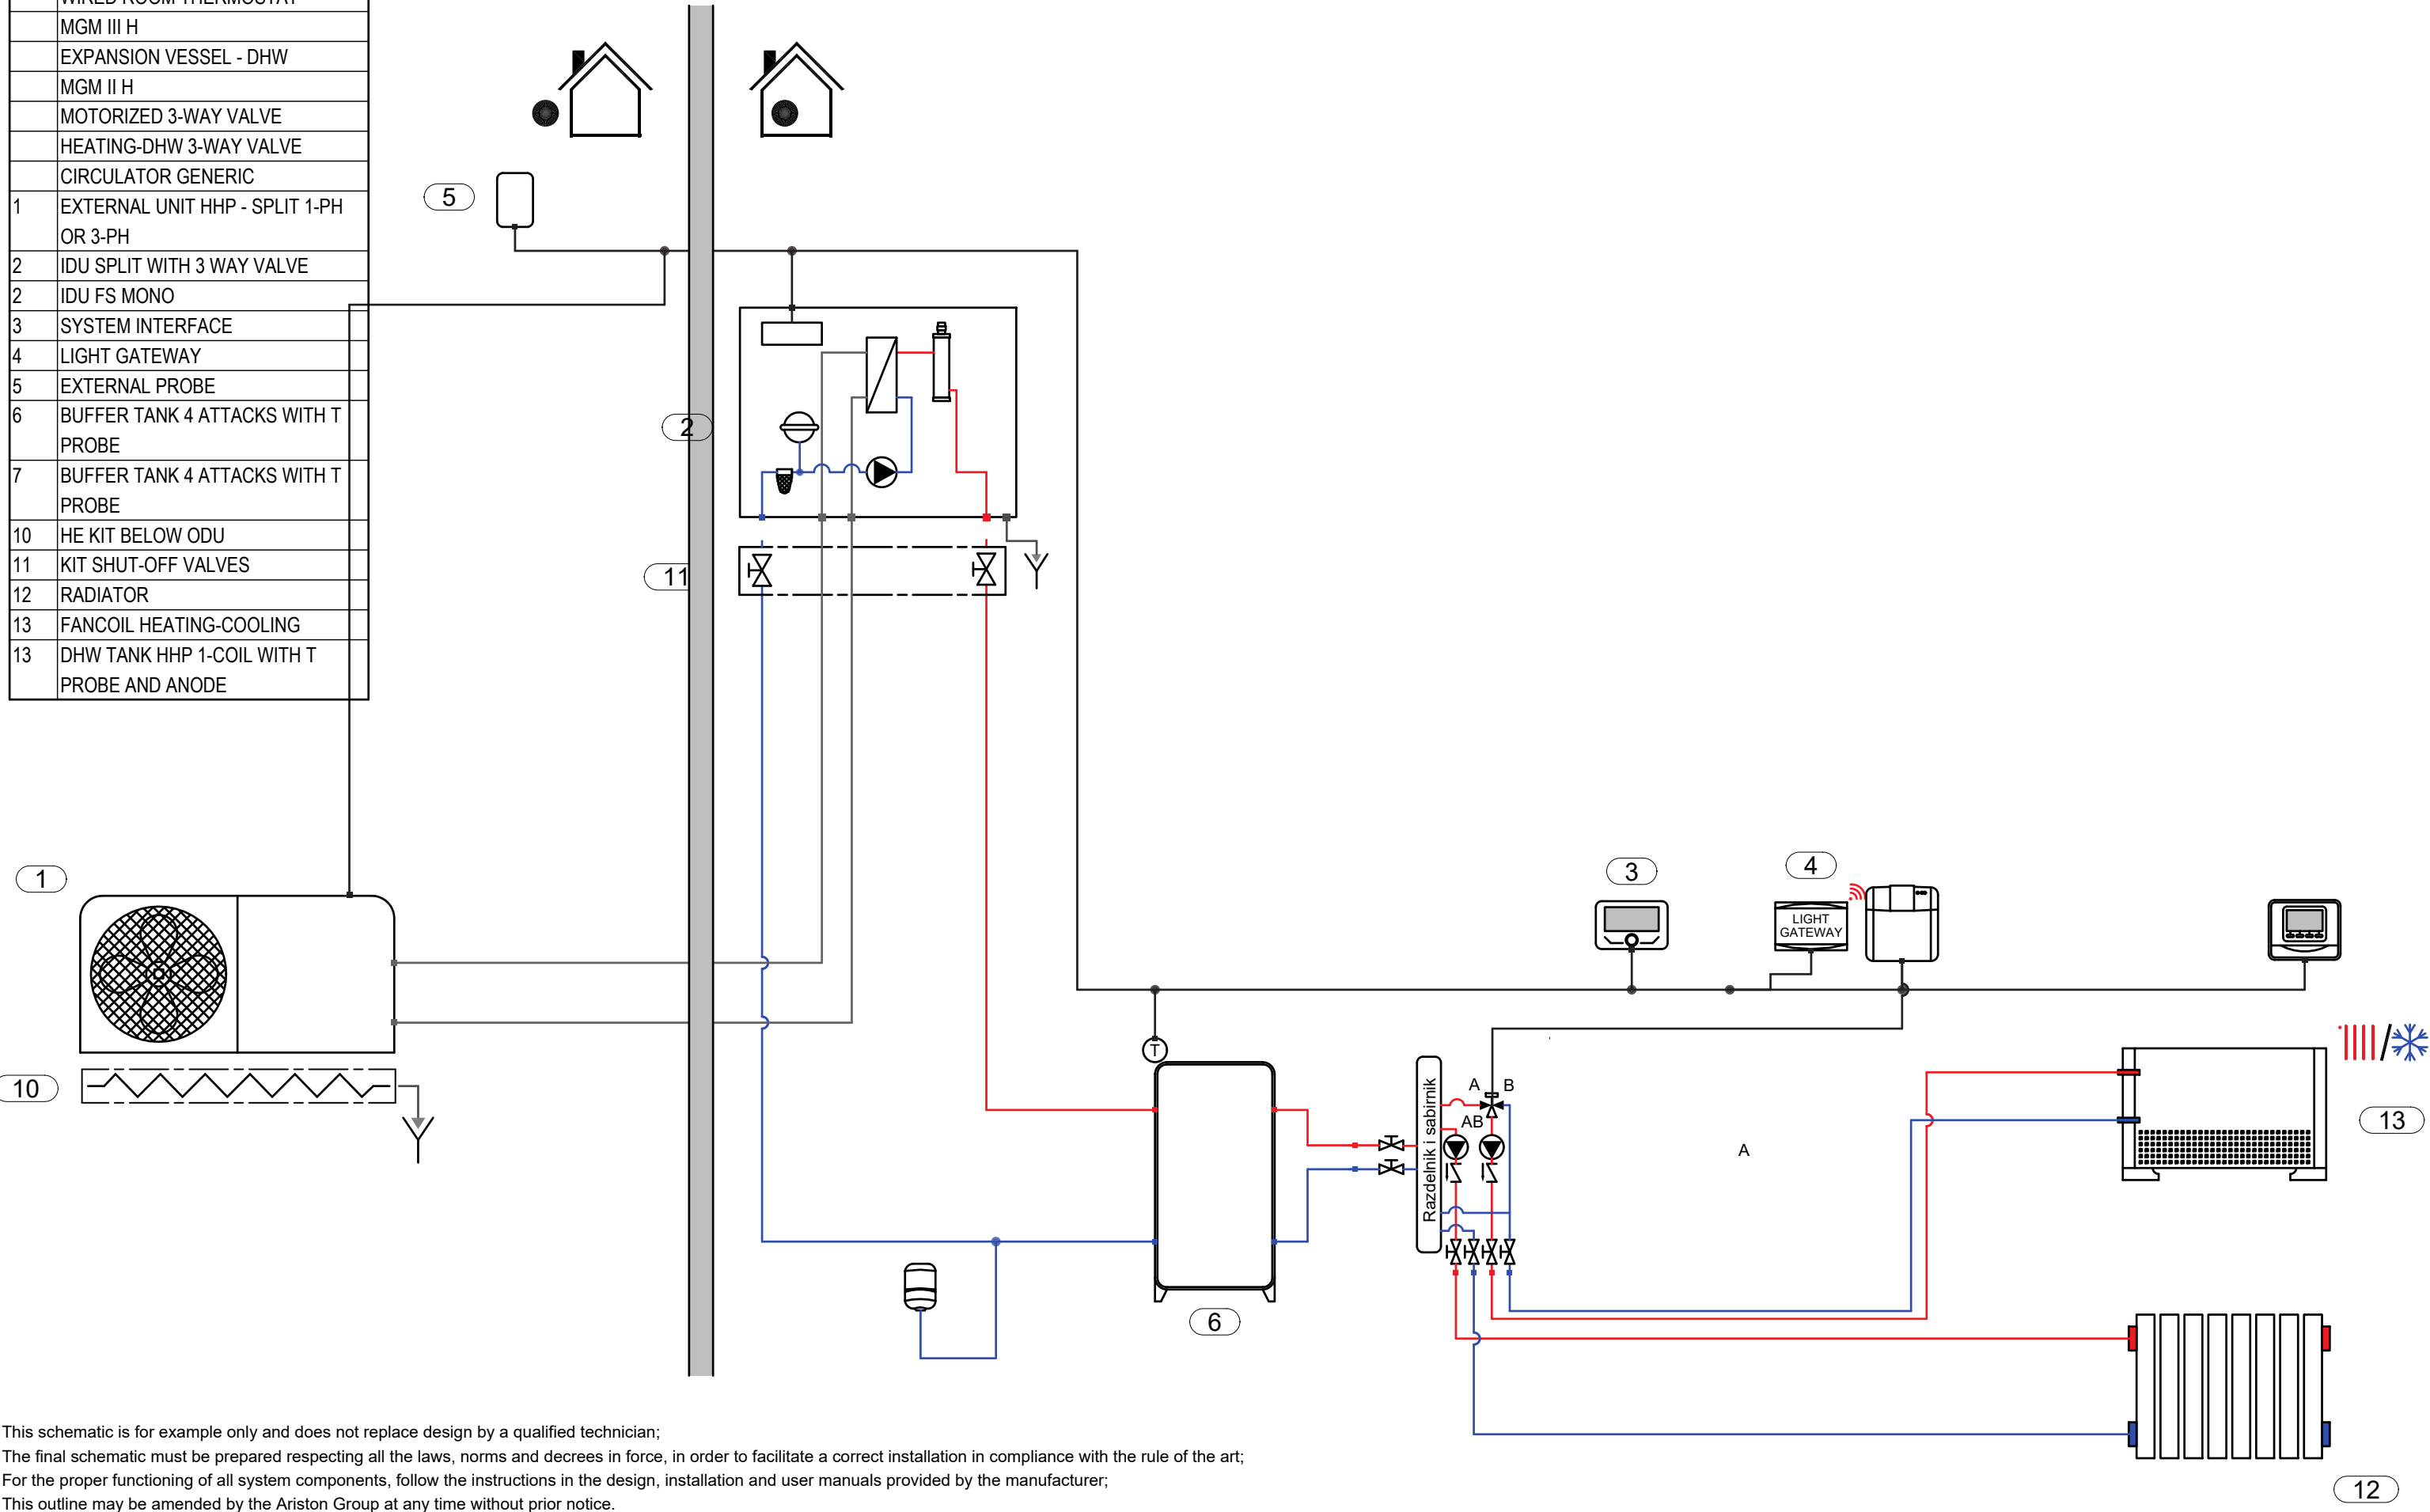 WIRED ROOM THERMOSTAT
MGM III H
EXPANSION VESSEL - DHW
MGM II H
MOTORIZED 3-WAY VALVE
HEATING-DHW 3-WAY VALVE
CIRCULATOR GENERIC
1 EXTERNAL UNIT HHP - SPLIT 1-PH
OR 3-PH
2 IDU SPLIT WITH 3 WAY VALVE
2 IDU FS MONO
3 SYSTEM INTERFACE
4 LIGHT GATEWAY
5 EXTERNAL PROBE
6 BUFFER TANK 4 ATTACKS WITH T
PROBE
7 BUFFER TANK 4 ATTACKS WITH T
PROBE
10 HE KIT BELOW ODU
11 KIT SHUT-OFF VALVES
12 RADIATOR
13 FANCOIL HEATING-COOLING
13 DHW TANK HHP 1-COIL WITH T
PROBE AND ANODE
5
2
11
1
10
3
4
LIGHT
GATEWAY
T
6
Razdelnik i sabirnik
A B
AB
A
13
12
This schematic is for example only and does not replace design by a qualified technician;
The final schematic must be prepared respecting all the laws, norms and decrees in force, in order to facilitate a correct installation in compliance with the rule of the art;
For the proper functioning of all system components, follow the instructions in the design, installation and user manuals provided by the manufacturer;
This outline may be amended by the Ariston Group at any time without prior notice.